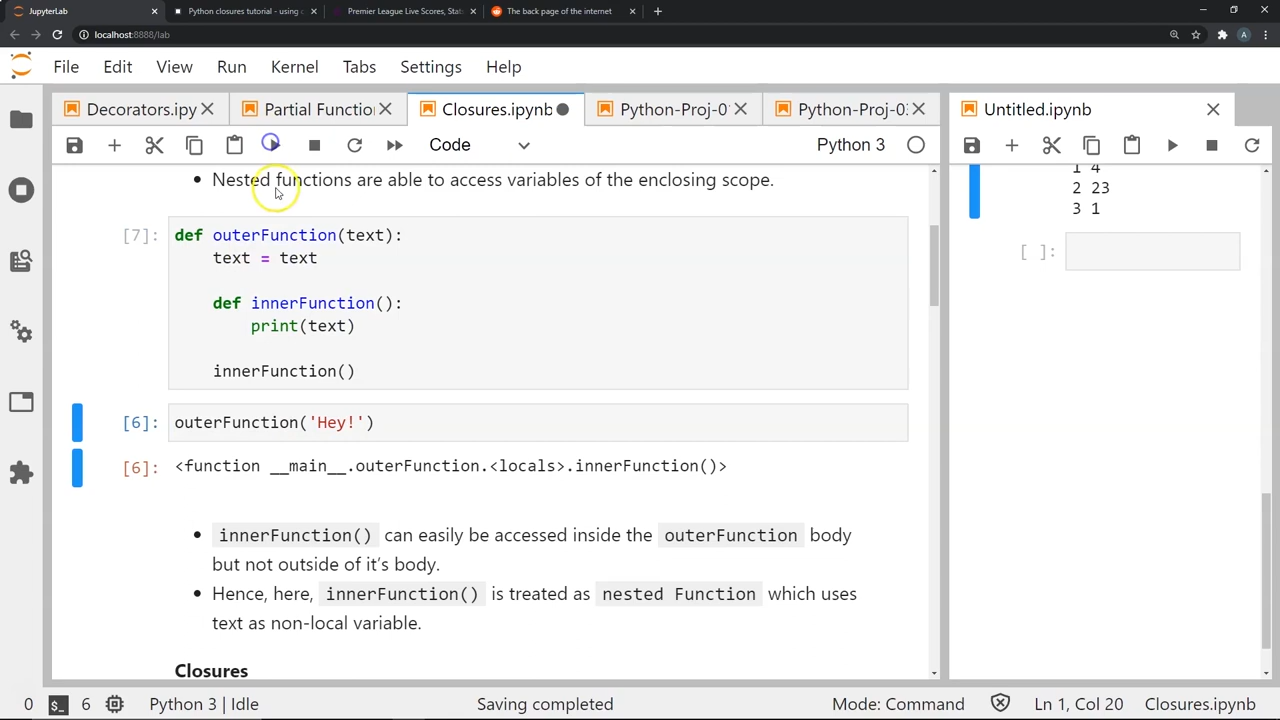 JupyterLab
Python closures tutorial - using c
Premier League Live Scores, Stat
The back page of the internet
localhost:8888/lab
A
File Edit View Run Kernel Tabs Settings Help
Decorators.ipy
Partial Functio
Closures.ipynb
Python-Proj-0
Python-Proj-0
Untitled.ipynb
Code
Python 3
Nested functions are able to access variables of the enclosing scope.
[7]:
def outerFunction(text):
text = text
def innerFunction():
print(text)
innerFunction()
[6]:
outerFunction('Hey!')
[6]:
<function __main__.outerFunction.<locals>.innerFunction()>
innerFunction() can easily be accessed inside the outerFunction body
but not outside of it’s body.
Hence, here, innerFunction() is treated as nested Function which uses
text as non-local variable.
Closures
1 4
2 23
3 1
[ ]:
0
$_
6
Python 3 | Idle
Saving completed
Mode: Command
Ln 1, Col 20
Closures.ipynb